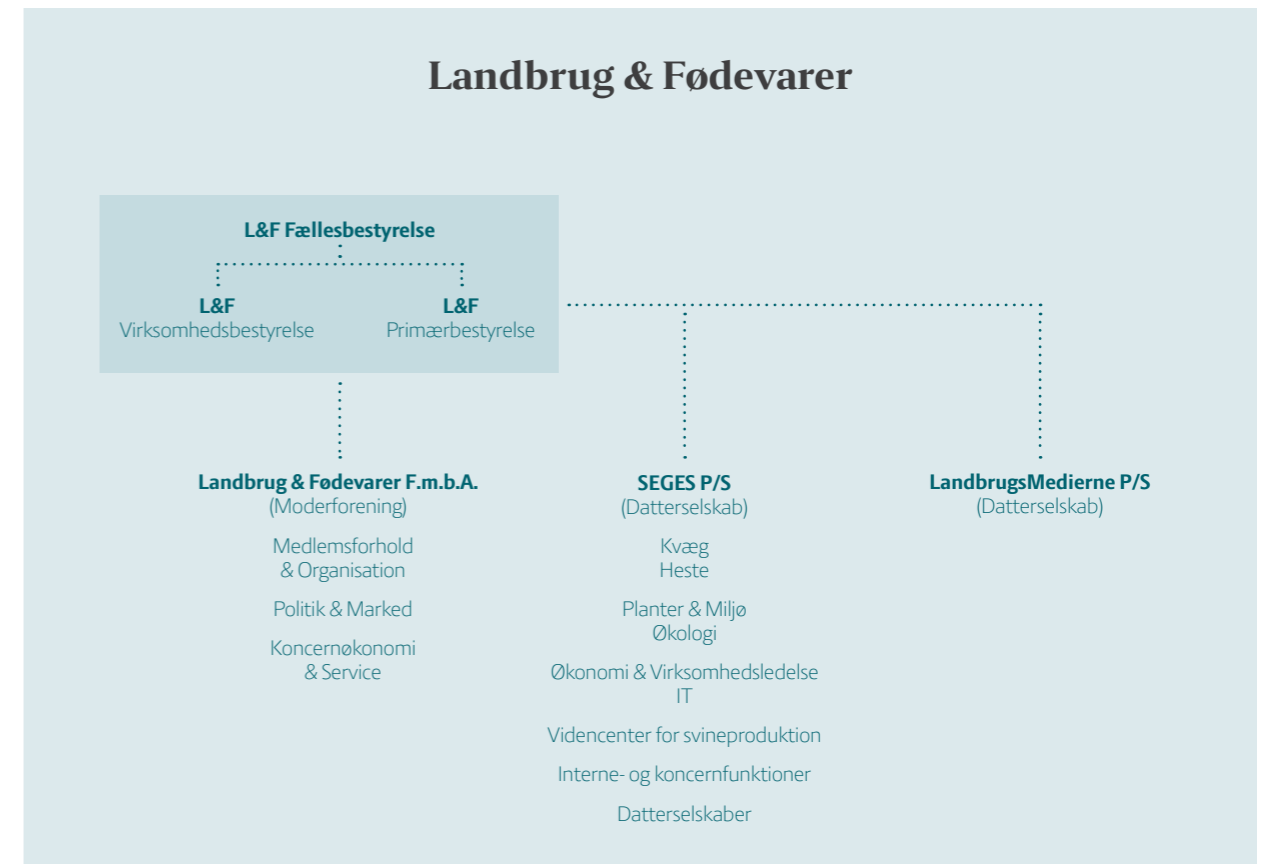 Landbrug & Fødevarer
L&F Fællesbestyrelse
L&F
Virksomhedsbestyrelse
L&F
Primærbestyrelse
Landbrug & Fødevarer F.m.b.A.
(Moderforening)
Medlemsforhold
& Organisation
Politik & Marked
Koncernøkonomi
& Service
SEGES P/S
(Datterselskab)
Kvæg
Heste
Planter & Miljø
Økologi
Økonomi & Virksomhedsledelse
IT
Videncenter for svineproduktion
Interne- og koncernfunktioner
Datterselskaber
LandbrugsMedierne P/S
(Datterselskab)